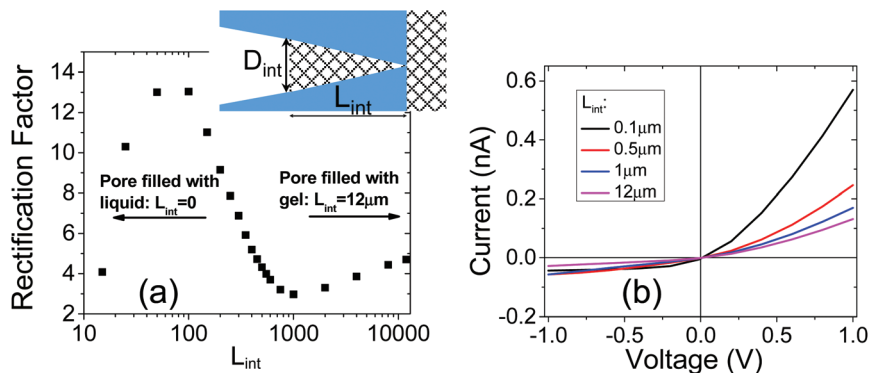 Rectification Factor
14
13
12
10
8
6
4
2
10
100
1000
10000
L_int
D_int
L_int
Pore filled with
liquid: L_int=0
Pore filled with
gel: L_int=12µm
(a)
Current (nA)
0.6
0.4
0.2
0.0
-0.2
-1.0
-0.5
0.0
0.5
1.0
Voltage (V)
L_int:
0.1µm
0.5µm
1µm
12µm
(b)